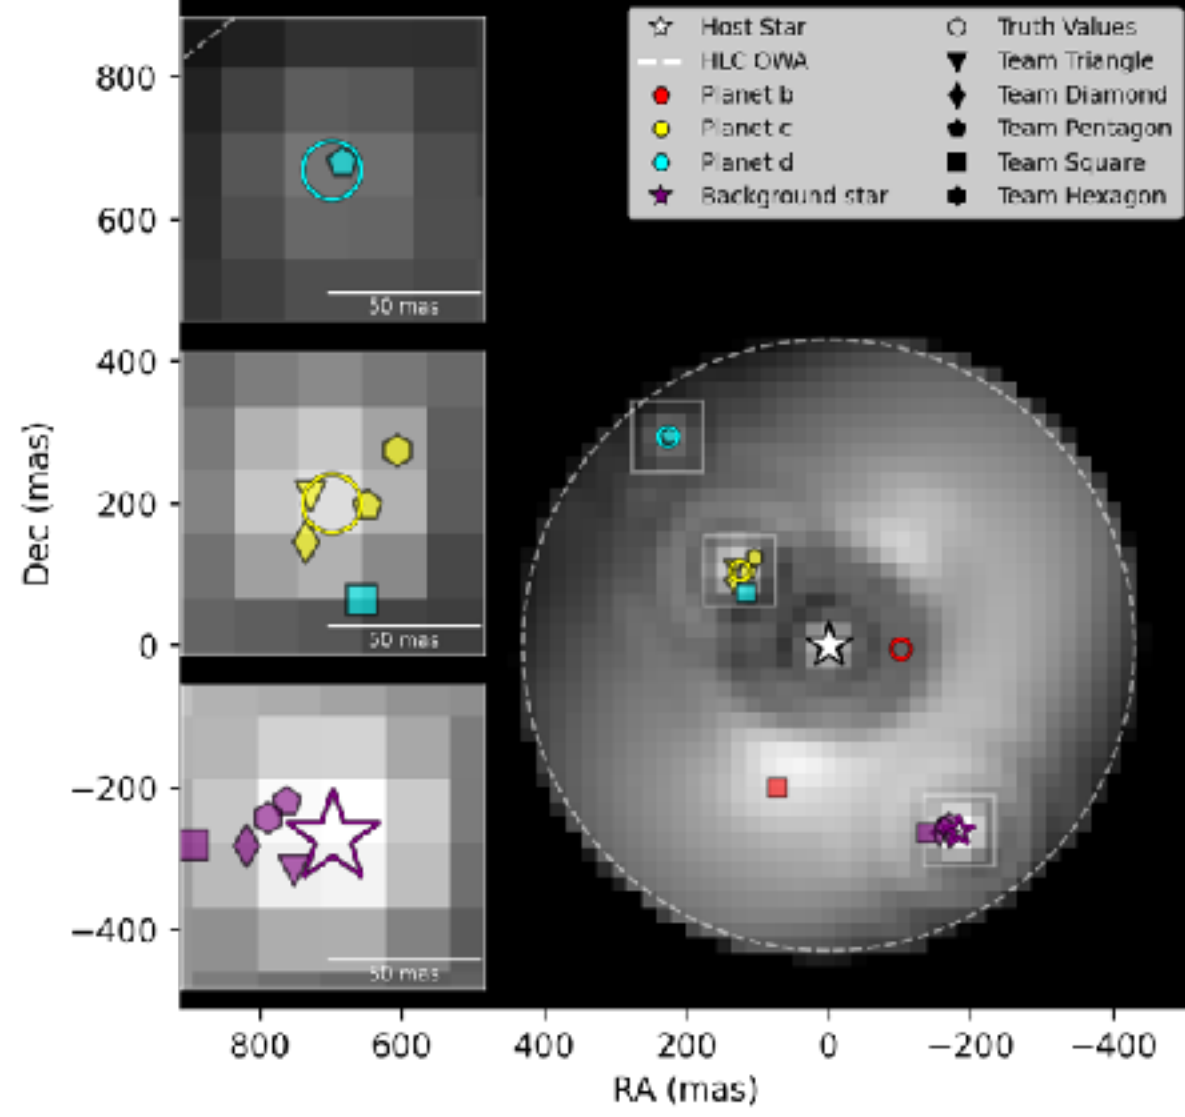 Host Star
HLC OWA
Planet b
Planet c
Planet d
Background star
Truth Values
Team Triangle
Team Diamond
Team Pentagon
Team Square
Team Hexagon
800
600
400
200
0
−200
−400
Dec (mas)
50 mas
50 mas
50 mas
800
600
400
200
0
−200
−400
RA (mas)